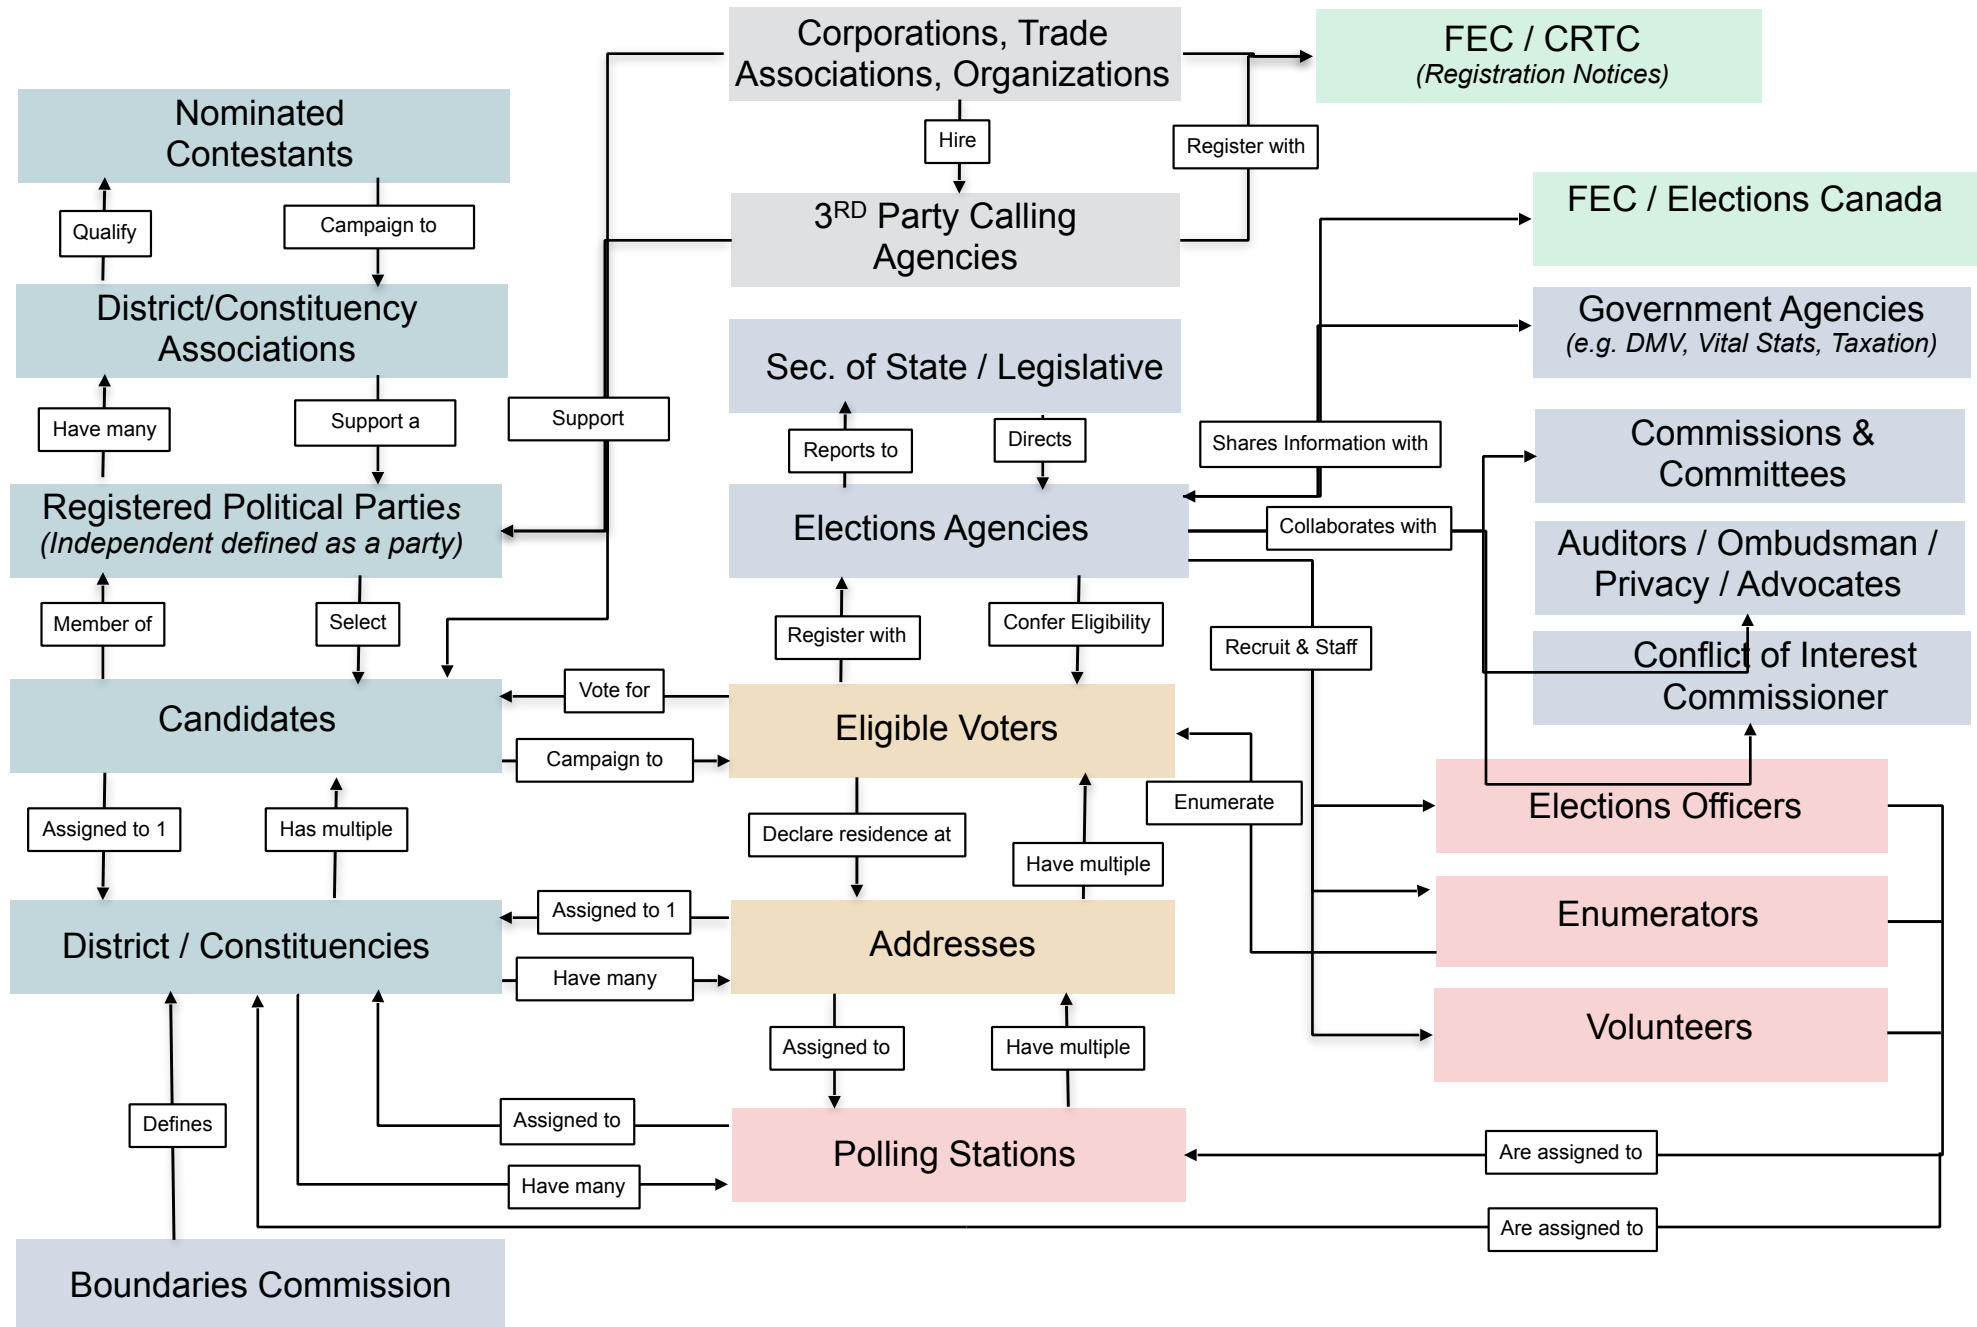 Corporations, Trade
Associations, Organizations
FEC / CRTC
(Registration Notices)
Nominated
Contestants
Hire
Register with
Qualify
Campaign to
3RD Party Calling
Agencies
FEC / Elections Canada
District/Constituency
Associations
Government Agencies
(e.g. DMV, Vital Stats, Taxation)
Sec. of State / Legislative
Have many
Support a
Support
Reports to
Directs
Shares Information with
Commissions &
Committees
Registered Political Parties
(Independent defined as a party)
Elections Agencies
Collaborates with
Auditors / Ombudsman /
Privacy / Advocates
Member of
Select
Register with
Confer Eligibility
Recruit & Staff
Conflict of Interest
Commissioner
Candidates
Vote for
Campaign to
Eligible Voters
Enumerate
Elections Officers
Assigned to 1
Has multiple
Declare residence at
Have multiple
Enumerators
District / Constituencies
Assigned to 1
Have many
Addresses
Volunteers
Assigned to
Have multiple
Defines
Assigned to
Have many
Polling Stations
Are assigned to
Are assigned to
Boundaries Commission